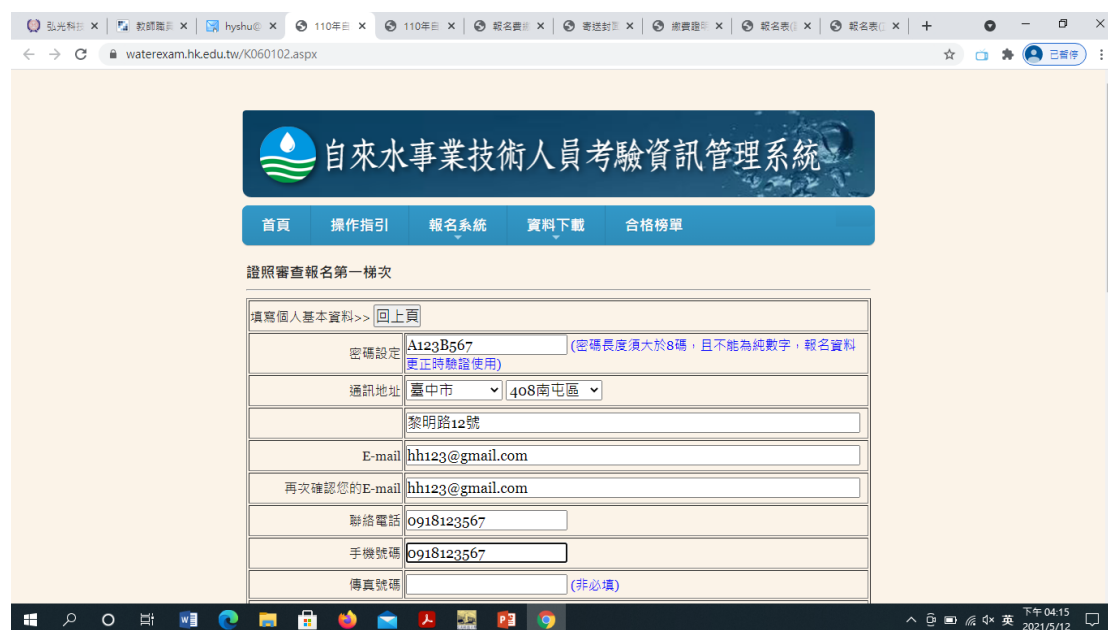 弘光科技
教師職員
hyshu@
110年自
110年自
報名費
寄送封
繳費證明
報名表(
報名表(
waterexam.hk.edu.tw/K060102.aspx
已暫停
自來水事業技術人員考驗資訊管理系統
首頁 操作指引 報名系統 資料下載 合格榜單
證照審查報名第一梯次
填寫個人基本資料>> 回上頁
密碼設定 A123B567 (密碼長度須大於8碼，且不能為純數字，報名資料
更正時驗證使用)
通訊地址 臺中市 408南屯區
黎明路12號
E-mail hh123@gmail.com
再次確認您的E-mail hh123@gmail.com
聯絡電話 0918123567
手機號碼 0918123567
傳真號碼 (非必填)
英 下午 04:15
2021/5/12